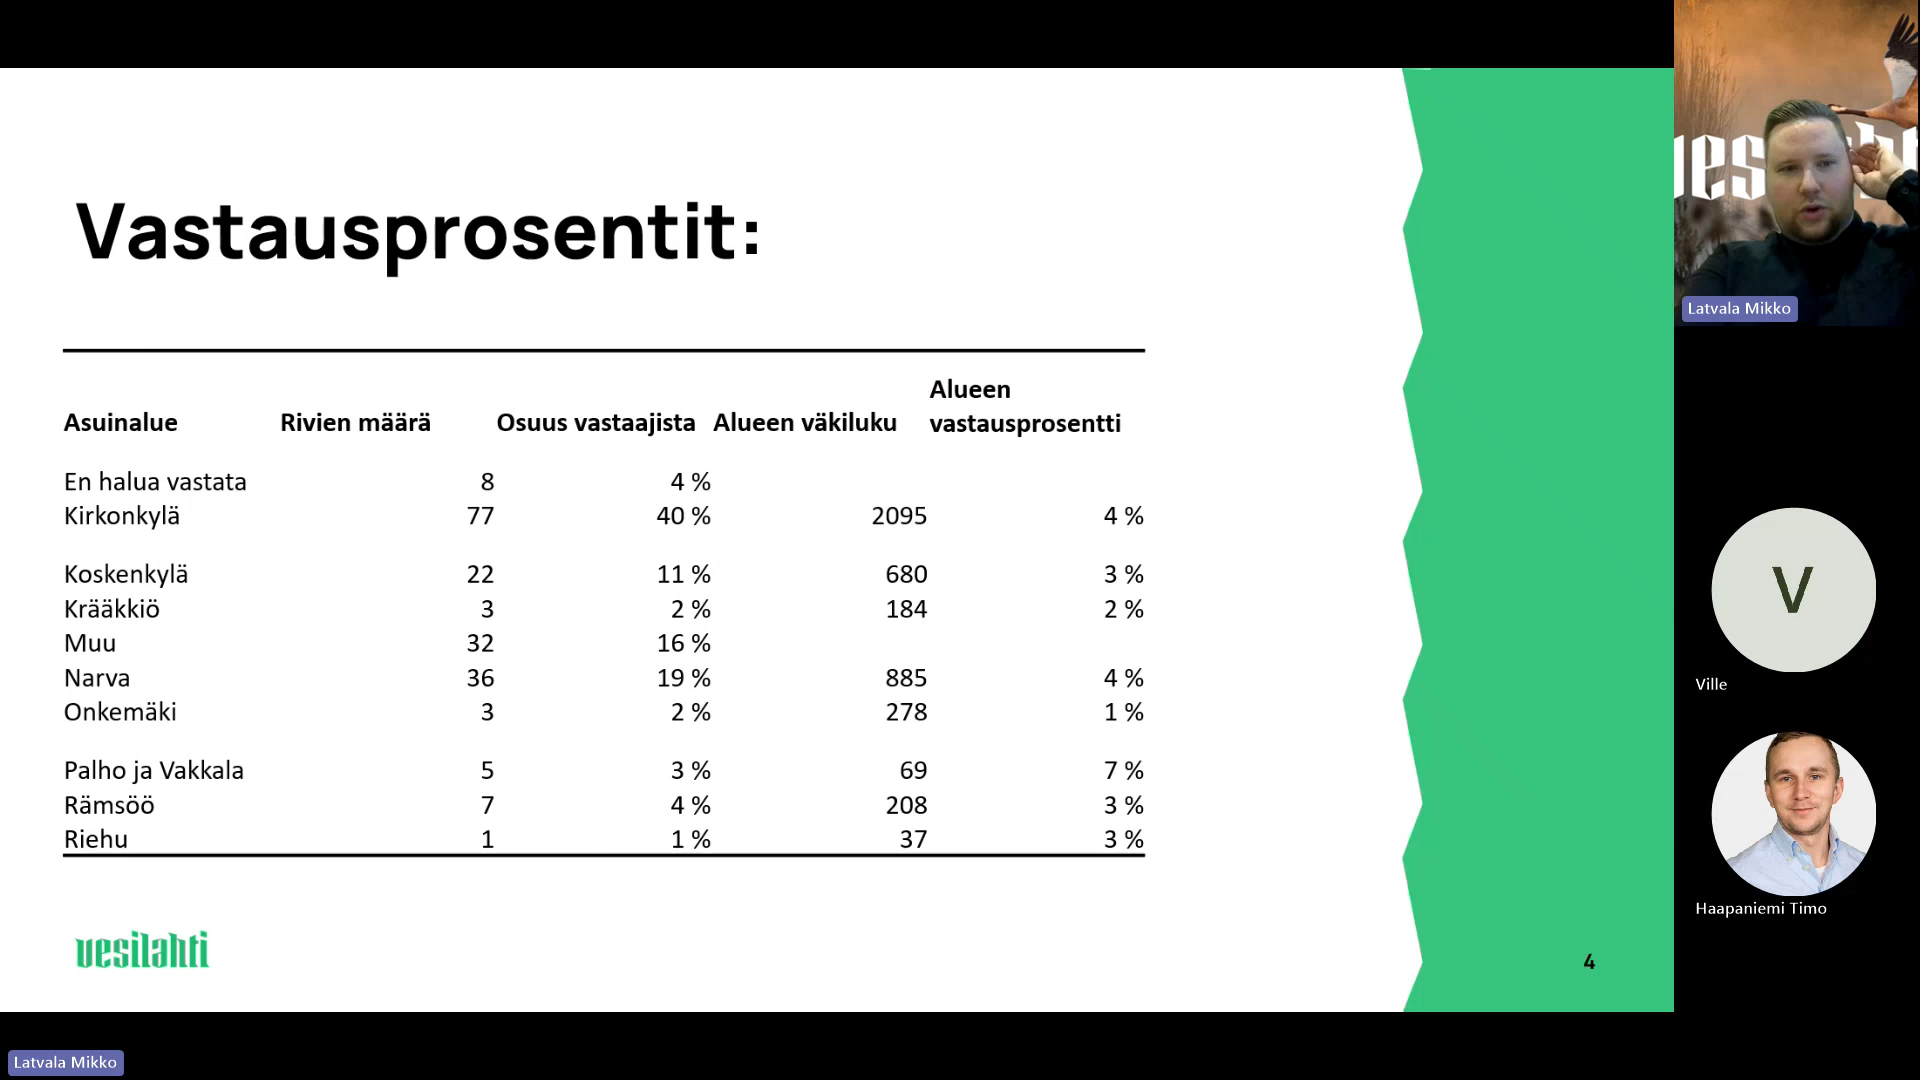 Vastausprosentit:
Asuinalue Rivien määrä Osuus vastaajista Alueen väkiluku Alueen vastausprosentti
En halua vastata 8 4 %
Kirkonkylä 77 40 % 2095 4 %
Koskenkylä 22 11 % 680 3 %
Krääkkiö 3 2 % 184 2 %
Muu 32 16 %
Narva 36 19 % 885 4 %
Onkemäki 3 2 % 278 1 %
Palho ja Vakkala 5 3 % 69 7 %
Rämsöö 7 4 % 208 3 %
Riehu 1 1 % 37 3 %
vesilahti
4
Latvala Mikko
V
Ville
Haapaniemi Timo
Latvala Mikko